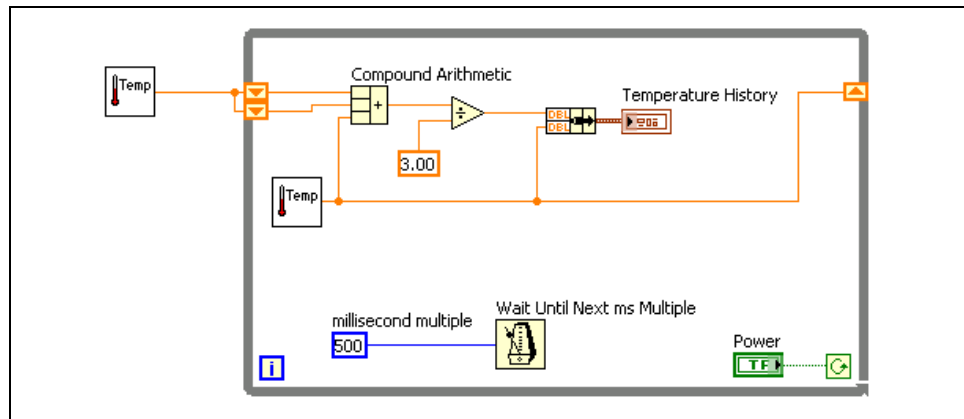 Temp
Compound Arithmetic
+
÷
3.00
DBL
DBL
Temperature History
Temp
millisecond multiple
500
Wait Until Next ms Multiple
Power
TF
i